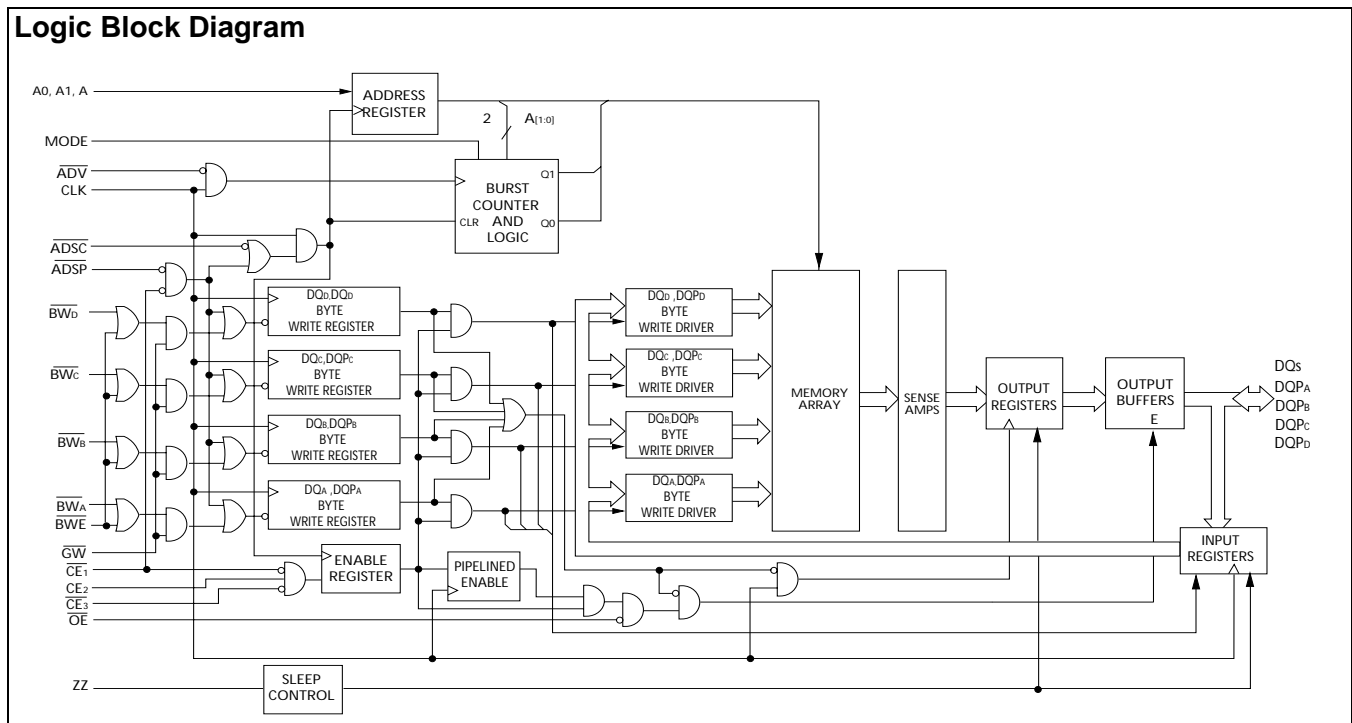 Logic Block Diagram
A0, A1, A
ADDRESS
REGISTER
2 A[1:0]
MODE
ADV
CLK
BURST
COUNTER
AND
LOGIC
CLR
Q1
Q0
ADSC
ADSP
BWD
DQD,DQD
BYTE
WRITE REGISTER
DQD ,DQPD
BYTE
WRITE DRIVER
BWC
DQC,DQPC
BYTE
WRITE REGISTER
DQC ,DQPC
BYTE
WRITE DRIVER
BWB
DQB,DQPB
BYTE
WRITE REGISTER
DQB,DQPB
BYTE
WRITE DRIVER
BWA
BWE
DQA ,DQPA
BYTE
WRITE REGISTER
DQA,DQPA
BYTE
WRITE DRIVER
MEMORY
ARRAY
SENSE
AMPS
OUTPUT
REGISTERS
OUTPUT
BUFFERS
E
DQS
DQPA
DQPB
DQPC
DQPD
GW
CE1
CE2
CE3
OE
ENABLE
REGISTER
PIPELINED
ENABLE
INPUT
REGISTERS
ZZ
SLEEP
CONTROL